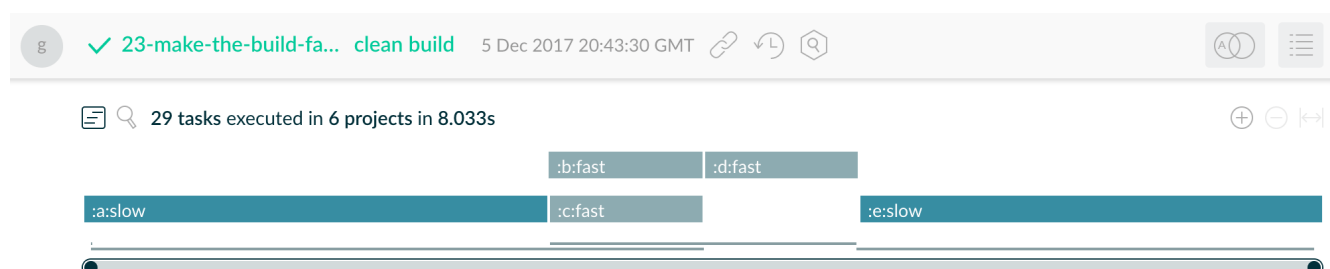 g 23-make-the-build-fa... clean build 5 Dec 2017 20:43:30 GMT A
29 tasks executed in 6 projects in 8.033s
:b:fast :d:fast
:a:slow :c:fast :e:slow